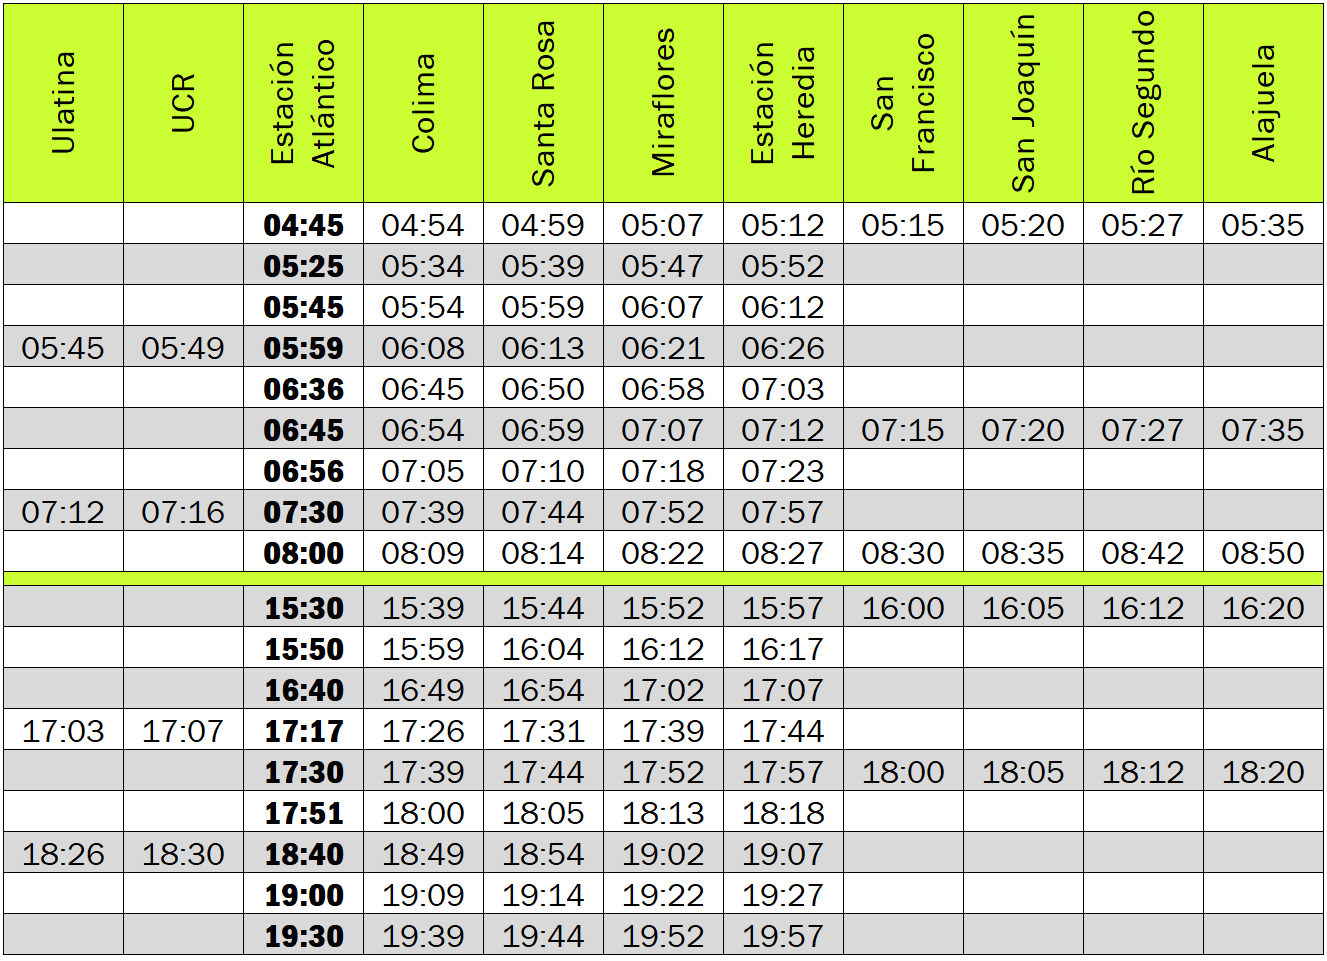 Ulatina UCR Estación Atlántico Colima Santa Rosa Miraflores Estación Heredia San Francisco San Joaquín Río Segundo Alajuela
04:45 04:54 04:59 05:07 05:12 05:15 05:20 05:27 05:35
05:25 05:34 05:39 05:47 05:52
05:45 05:54 05:59 06:07 06:12
05:45 05:49 05:59 06:08 06:13 06:21 06:26
06:36 06:45 06:50 06:58 07:03
06:45 06:54 06:59 07:07 07:12 07:15 07:20 07:27 07:35
06:56 07:05 07:10 07:18 07:23
07:12 07:16 07:30 07:39 07:44 07:52 07:57
08:00 08:09 08:14 08:22 08:27 08:30 08:35 08:42 08:50
15:30 15:39 15:44 15:52 15:57 16:00 16:05 16:12 16:20
15:50 15:59 16:04 16:12 16:17
16:40 16:49 16:54 17:02 17:07
17:03 17:07 17:17 17:26 17:31 17:39 17:44
17:30 17:39 17:44 17:52 17:57 18:00 18:05 18:12 18:20
17:51 18:00 18:05 18:13 18:18
18:26 18:30 18:40 18:49 18:54 19:02 19:07
19:00 19:09 19:14 19:22 19:27
19:30 19:39 19:44 19:52 19:57